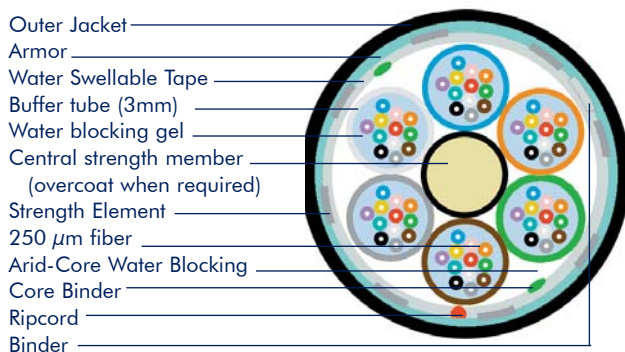 Outer Jacket
Armor
Water Swellable Tape
Buffer tube (3mm)
Water blocking gel
Central strength member
(overcoat when required)
Strength Element
250 µm fiber
Arid-Core Water Blocking
Core Binder
Ripcord
Binder